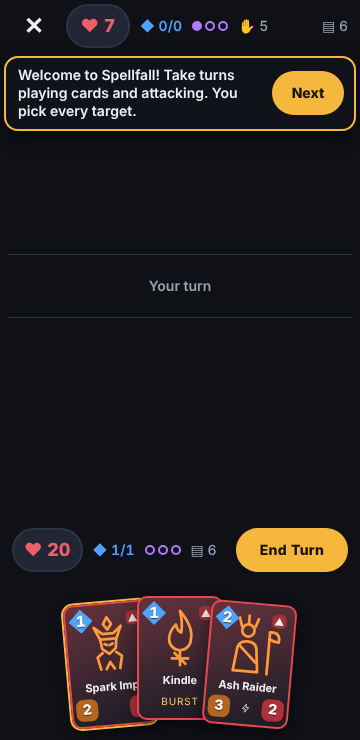 7
0/0
5
6
Welcome to Spellfall! Take turns
playing cards and attacking. You
pick every target.
Next
Your turn
20
1/1
6
End Turn
1
Spark Imp
2
1
Kindle
BURST
2
Ash Raider
3
2